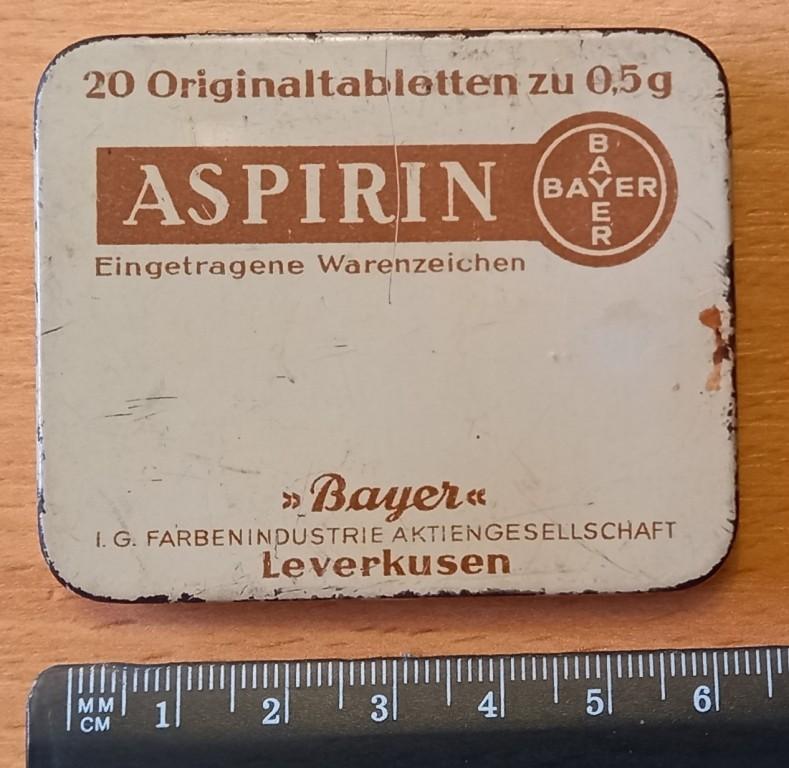 20 Originaltabletten zu 0,5g
ASPIRIN
BAYER
BAYER
Eingetragene Warenzeichen
»Bayer«
I. G. FARBENINDUSTRIE AKTIENGESELLSCHAFT
Leverkusen
MM
CM
1 2 3 4 5 6